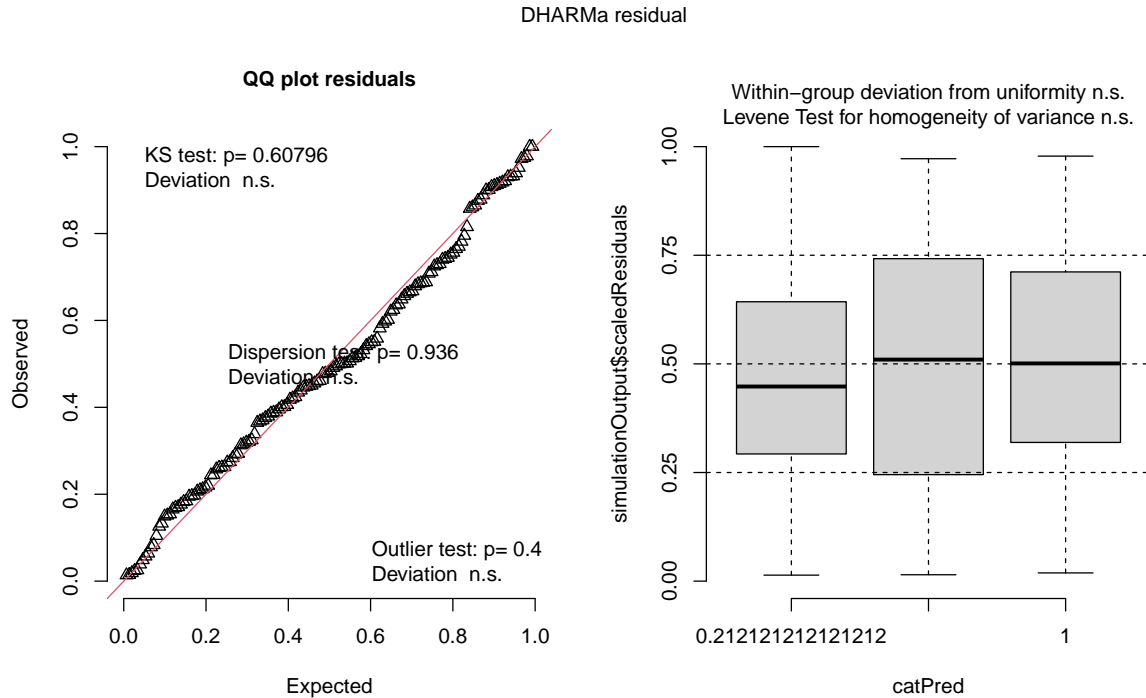 DHARMa residual
QQ plot residuals
KS test: p= 0.60796
Deviation n.s.
Dispersion test: p= 0.936
Deviation n.s.
Outlier test: p= 0.4
Deviation n.s.
Observed
0.0 0.2 0.4 0.6 0.8 1.0
0.0 0.2 0.4 0.6 0.8 1.0
Expected
Within−group deviation from uniformity n.s.
Levene Test for homogeneity of variance n.s.
simulationOutput$scaledResiduals
0.00 0.25 0.50 0.75 1.00
0.212121212121212 1
catPred